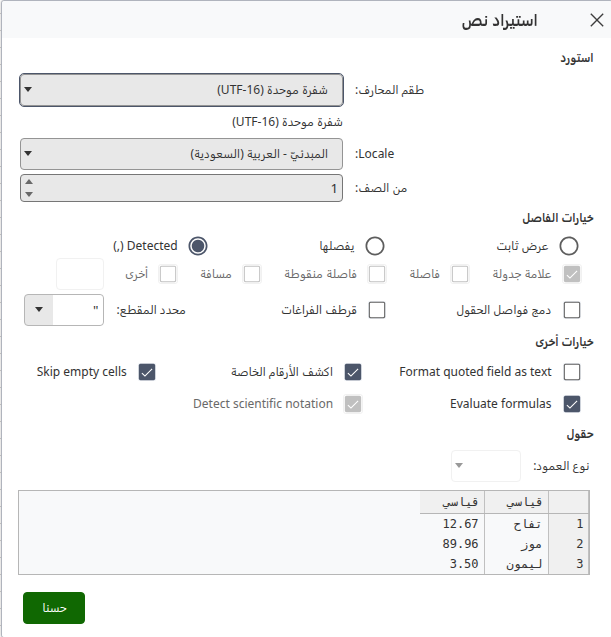 استيراد نص
استورد
طقم المحارف: شفرة موحدة (UTF-16)
شفرة موحدة (UTF-16)
Locale: المبدئيّ - العربية (السعودية)
من الصف: 1
خيارات الفاصل
عرض ثابت يفصلها Detected (,)
علامة جدولة فاصلة فاصلة منقوطة مسافة أخرى
دمج فواصل الحقول قرطف الفراغات محدد المقطع: "
خيارات أخرى
Format quoted field as text اكشف الأرقام الخاصة Skip empty cells
Evaluate formulas Detect scientific notation
حقول
نوع العمود:
قياسي قياسي
1 تفاح 12.67
2 موز 89.96
3 ليمون 3.50
حسنا